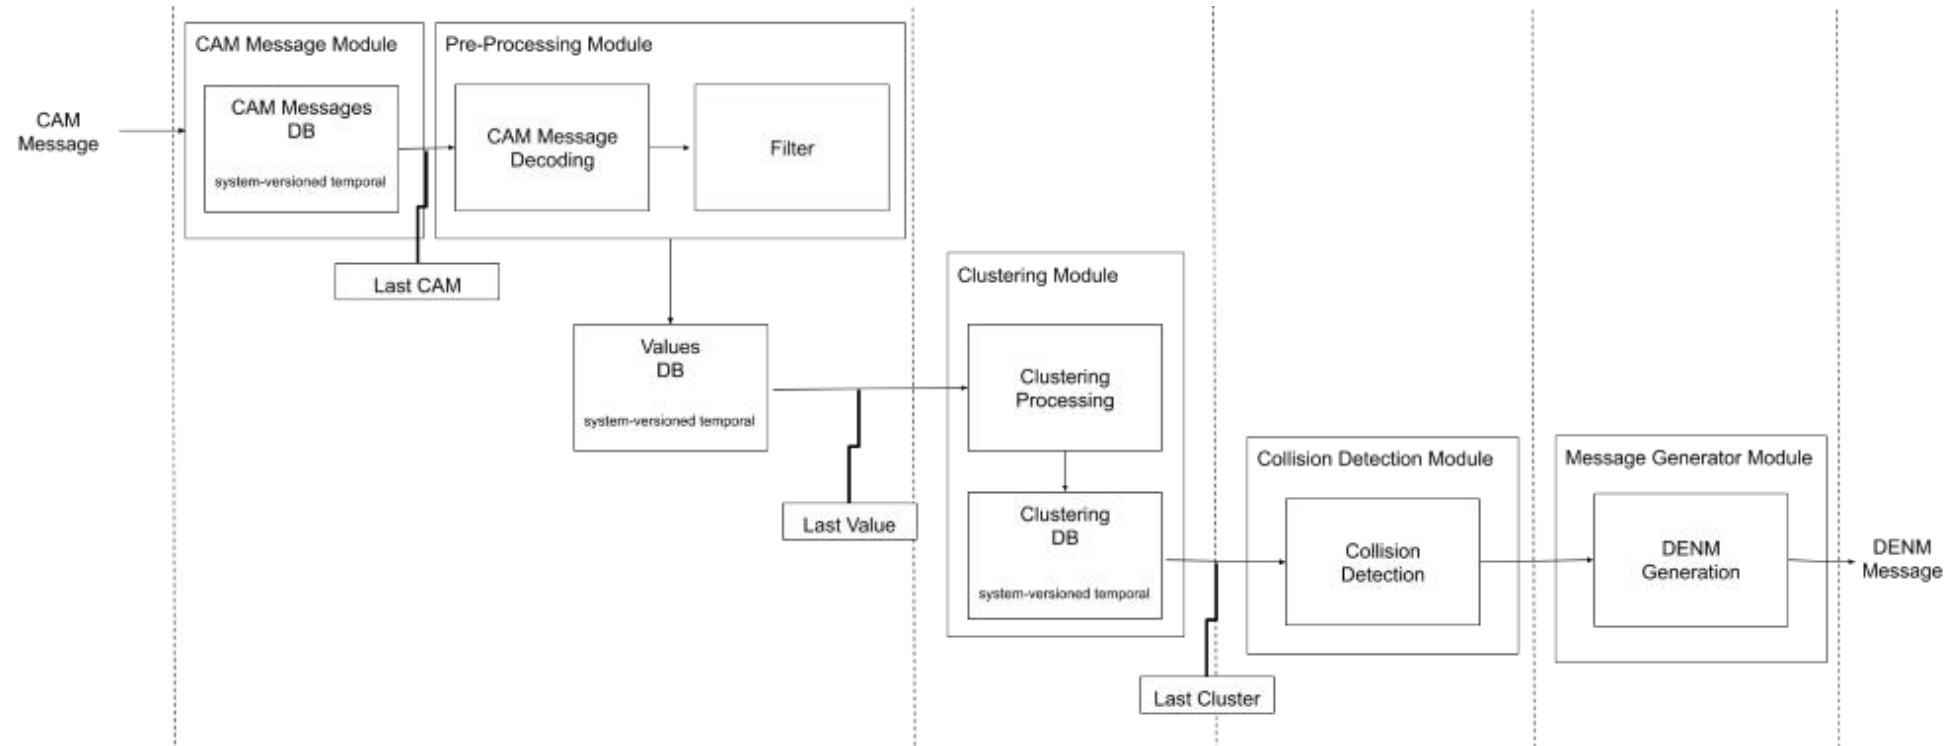 CAM Message Module
Pre-Processing Module
CAM
Message
CAM Messages
DB
system-versioned temporal
CAM Message
Decoding
Filter
Last CAM
Values
DB
system-versioned temporal
Last Value
Clustering Module
Clustering
Processing
Clustering
DB
system-versioned temporal
Last Cluster
Collision Detection Module
Collision
Detection
Message Generator Module
DENM
Generation
DENM
Message